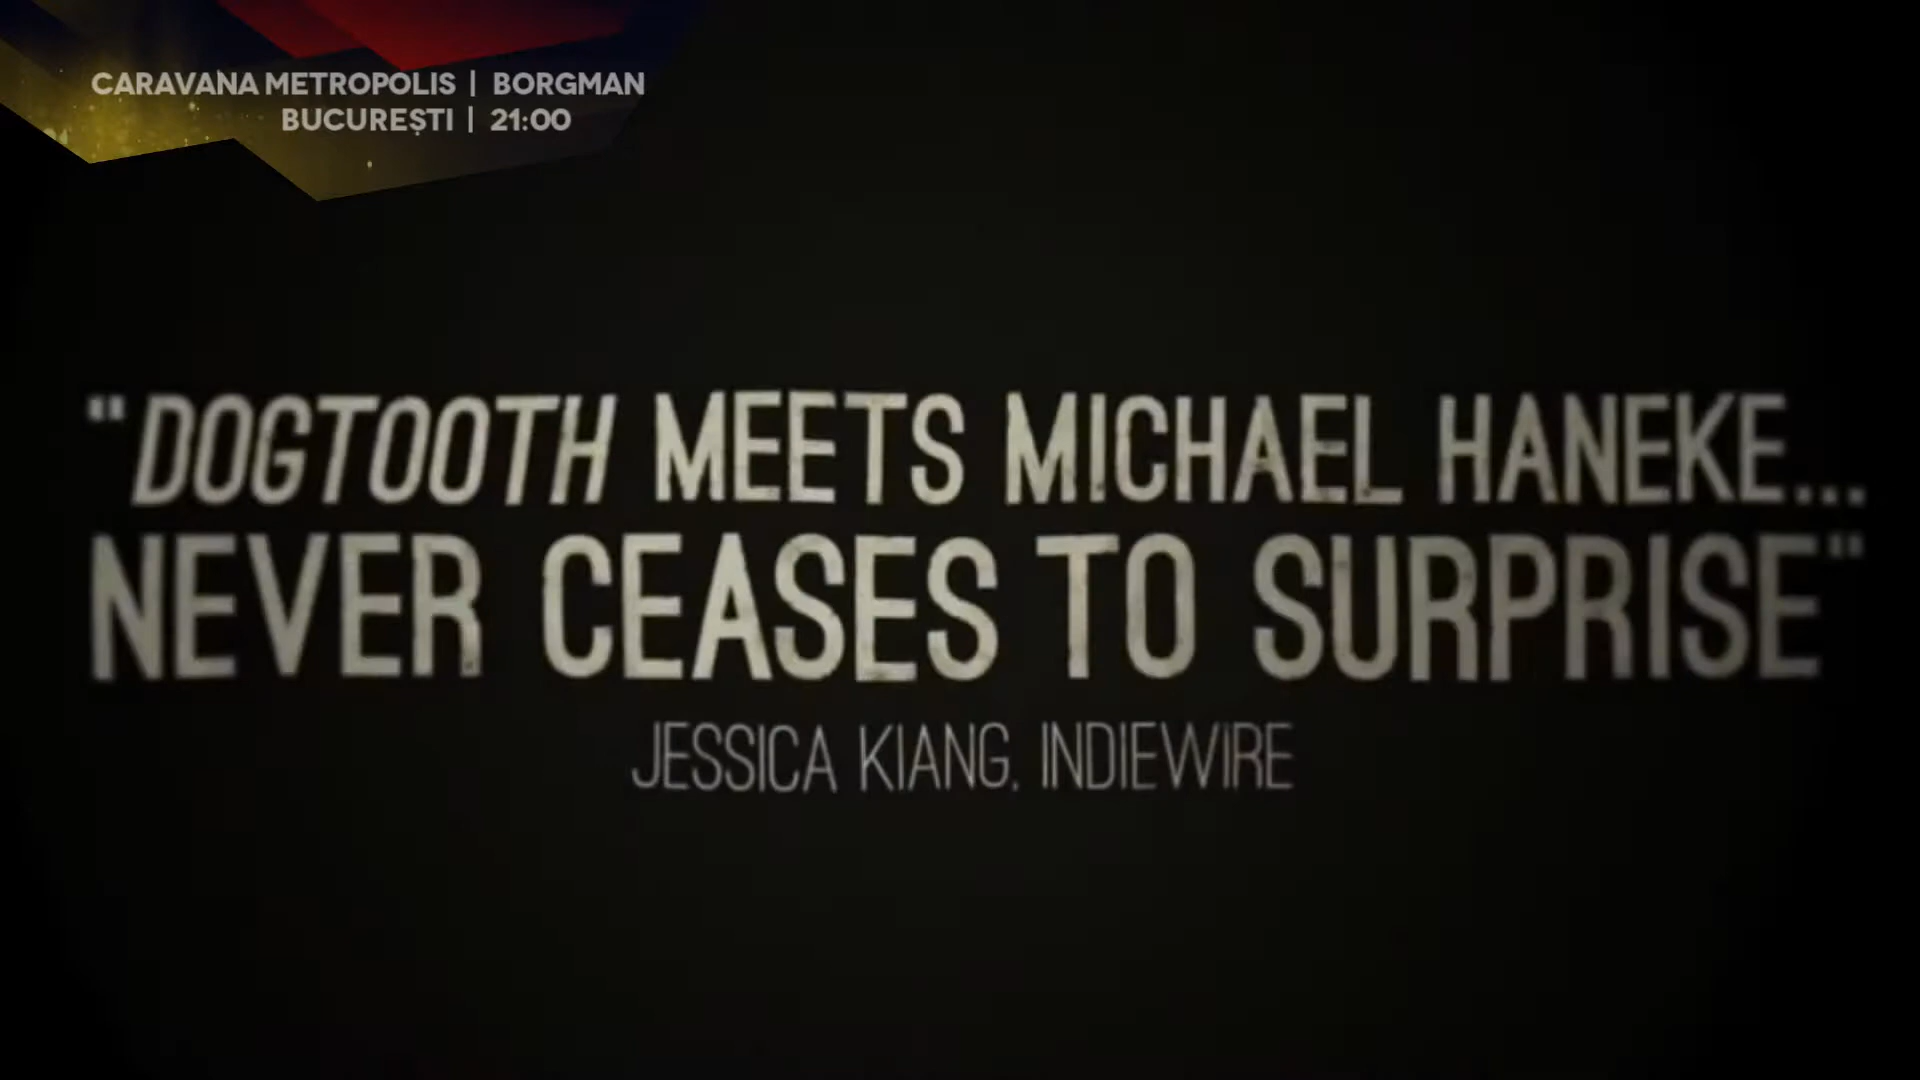 CARAVANA METROPOLIS | BORGMAN
BUCUREȘTI | 21:00
"DOGTOOTH MEETS MICHAEL HANEKE...
NEVER CEASES TO SURPRISE"
JESSICA KIANG, INDIEWIRE